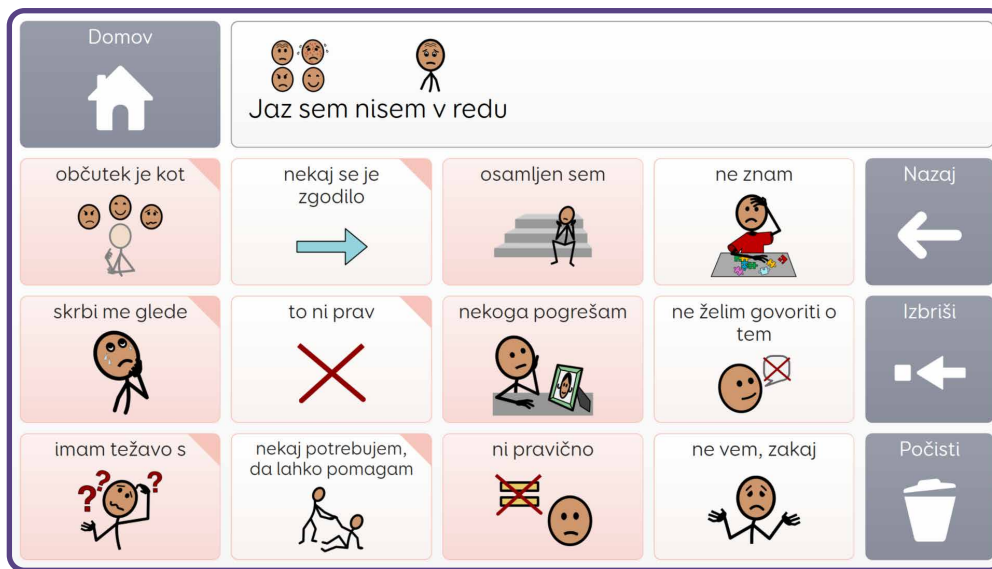 Domov
Jaz sem nisem v redu
občutek je kot
nekaj se je
zgodilo
osamljen sem
ne znam
Nazaj
skrbi me glede
to ni prav
nekoga pogrešam
ne želim govoriti o
tem
Izbriši
imam težavo s
nekaj potrebujem,
da lahko pomagam
ni pravično
ne vem, zakaj
Počisti
? ? ?